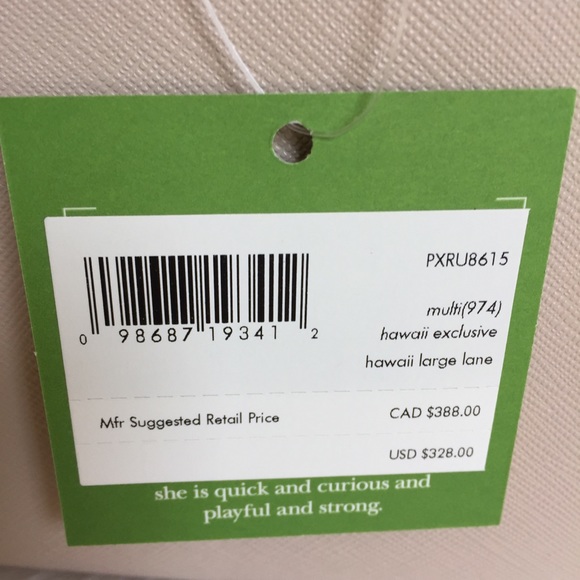 PXRU8615
0 98687 19341 2
multi(974)
hawaii exclusive
hawaii large lane
Mfr Suggested Retail Price CAD $388.00
USD $328.00
she is quick and curious and
playful and strong.